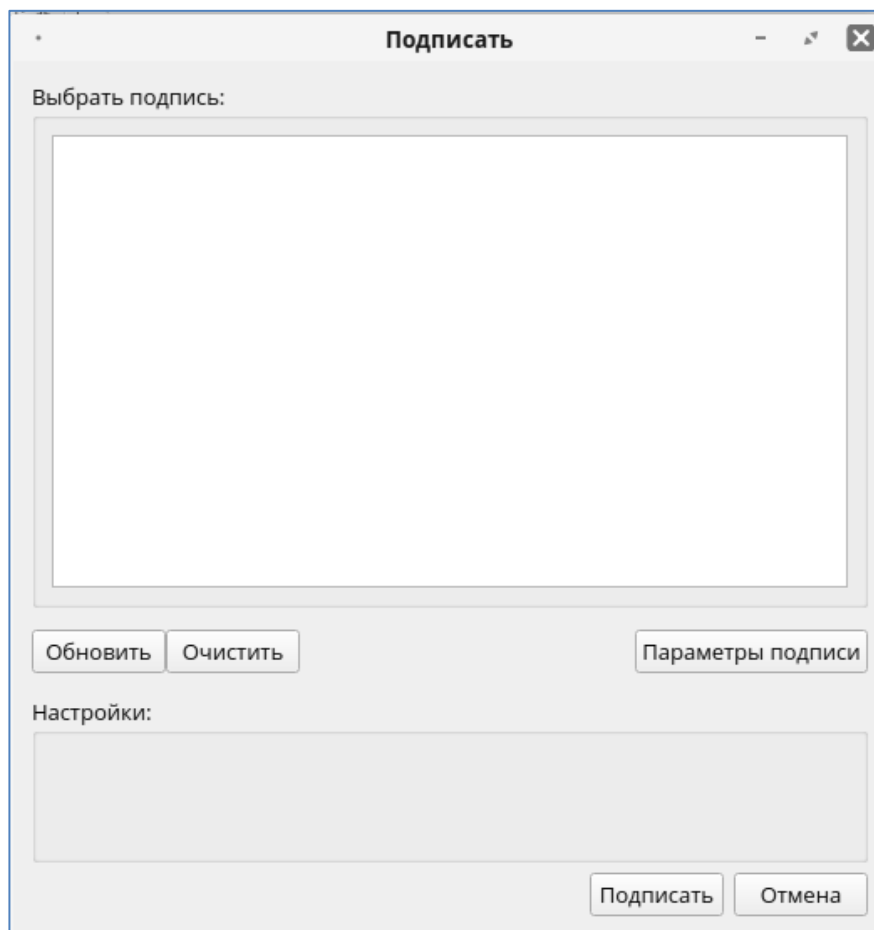 Подписать
Выбрать подпись:
Обновить Очистить Параметры подписи
Настройки:
Подписать Отмена